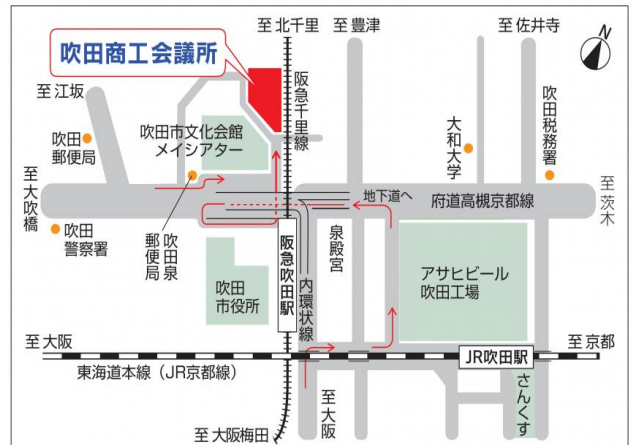 至北千里
至豊津
至佐井寺
吹田商工会議所
N
至江坂
阪急千里線
吹田税務署
大和大学
吹田市文化会館
メイシアター
吹田
郵便局
至大吹橋
地下道へ
府道高槻京都線
至茨木
吹田
警察署
吹田泉
郵便局
阪急吹田駅
内環状線
泉殿宮
アサヒビール
吹田工場
吹田
市役所
至大阪
JR吹田駅
至京都
東海道本線（JR京都線）
さんくす
至大阪
至大阪梅田